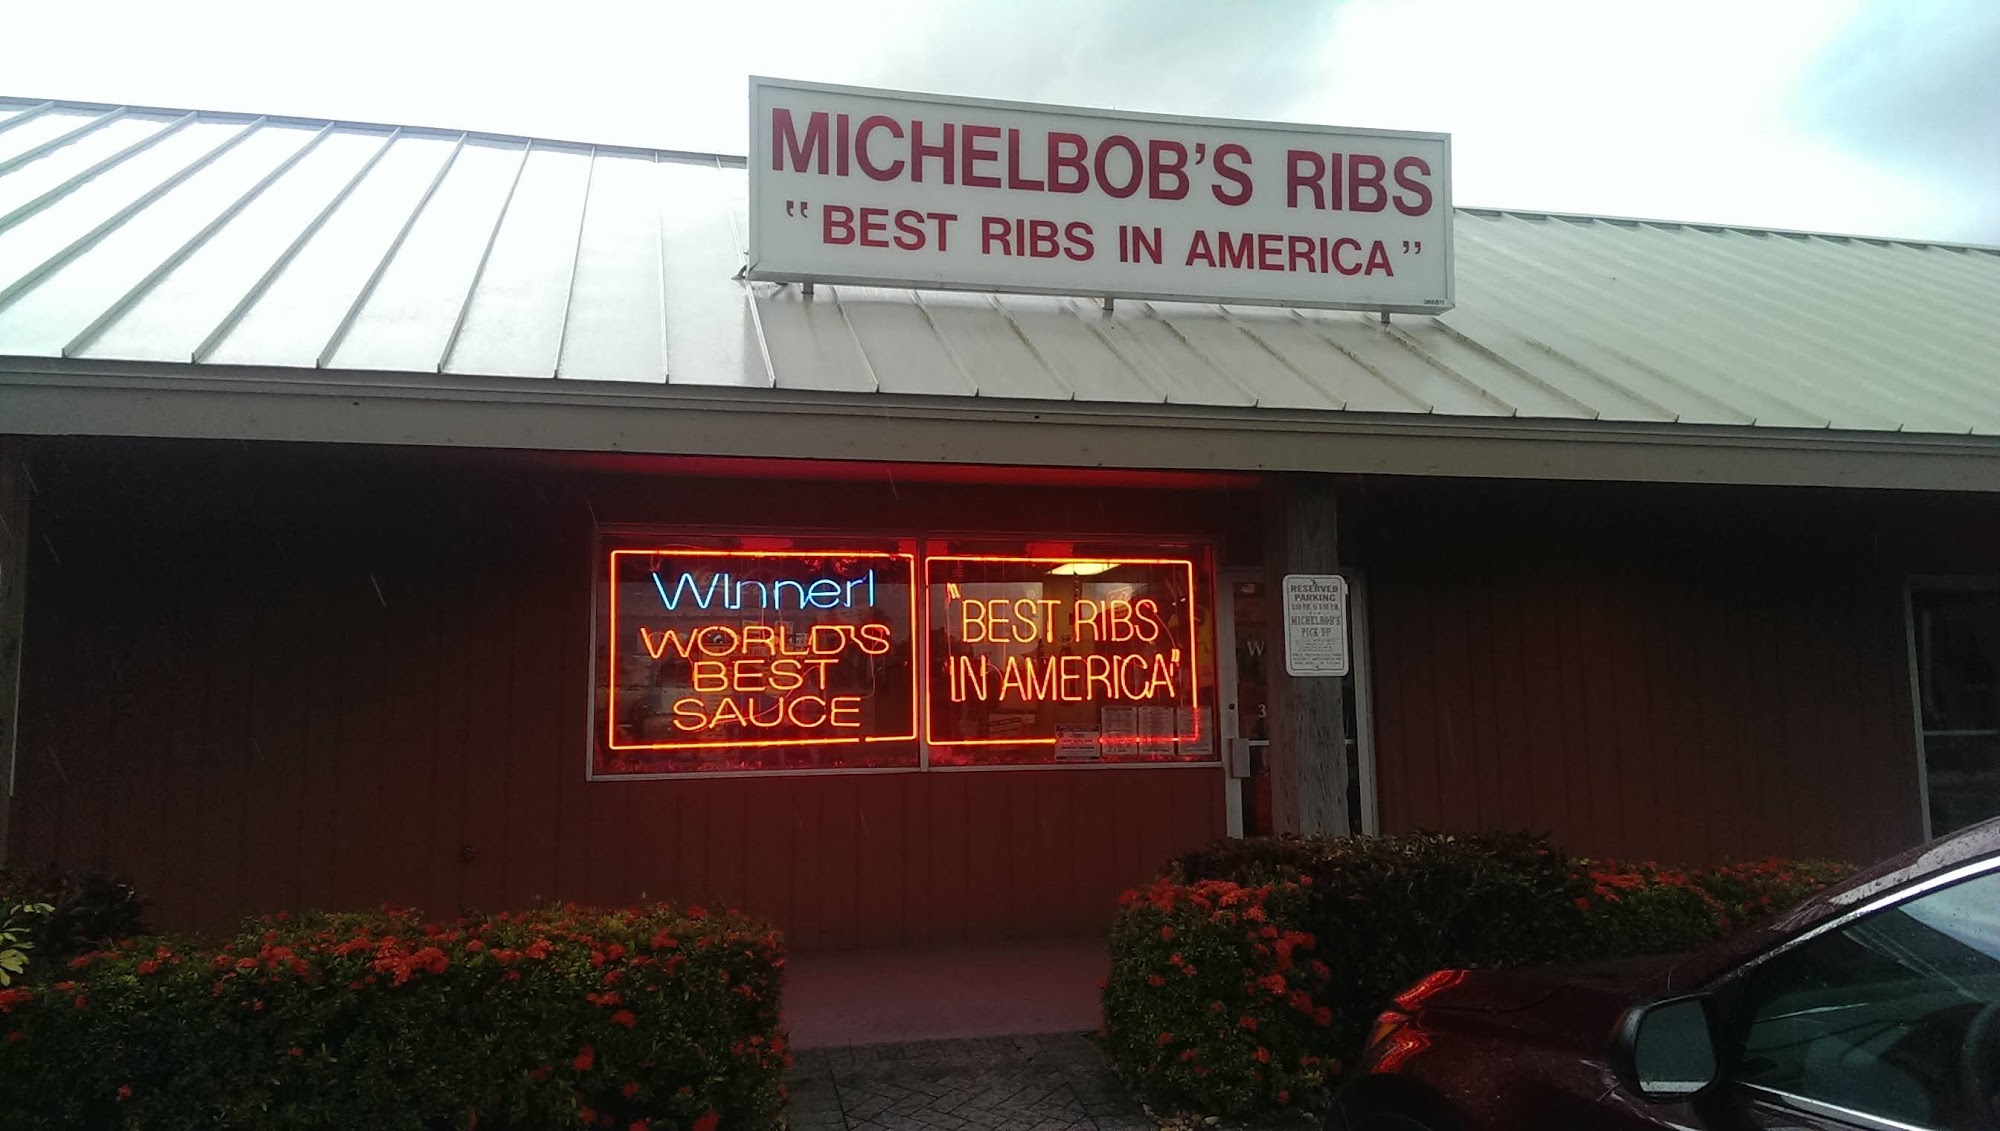 MICHELBOB'S RIBS
"BEST RIBS IN AMERICA"
Winner!
WORLD'S
BEST
SAUCE
"BEST RIBS
IN AMERICA"
W
3
RESERVED
PARKING
MICHELBOB'S
PICK UP